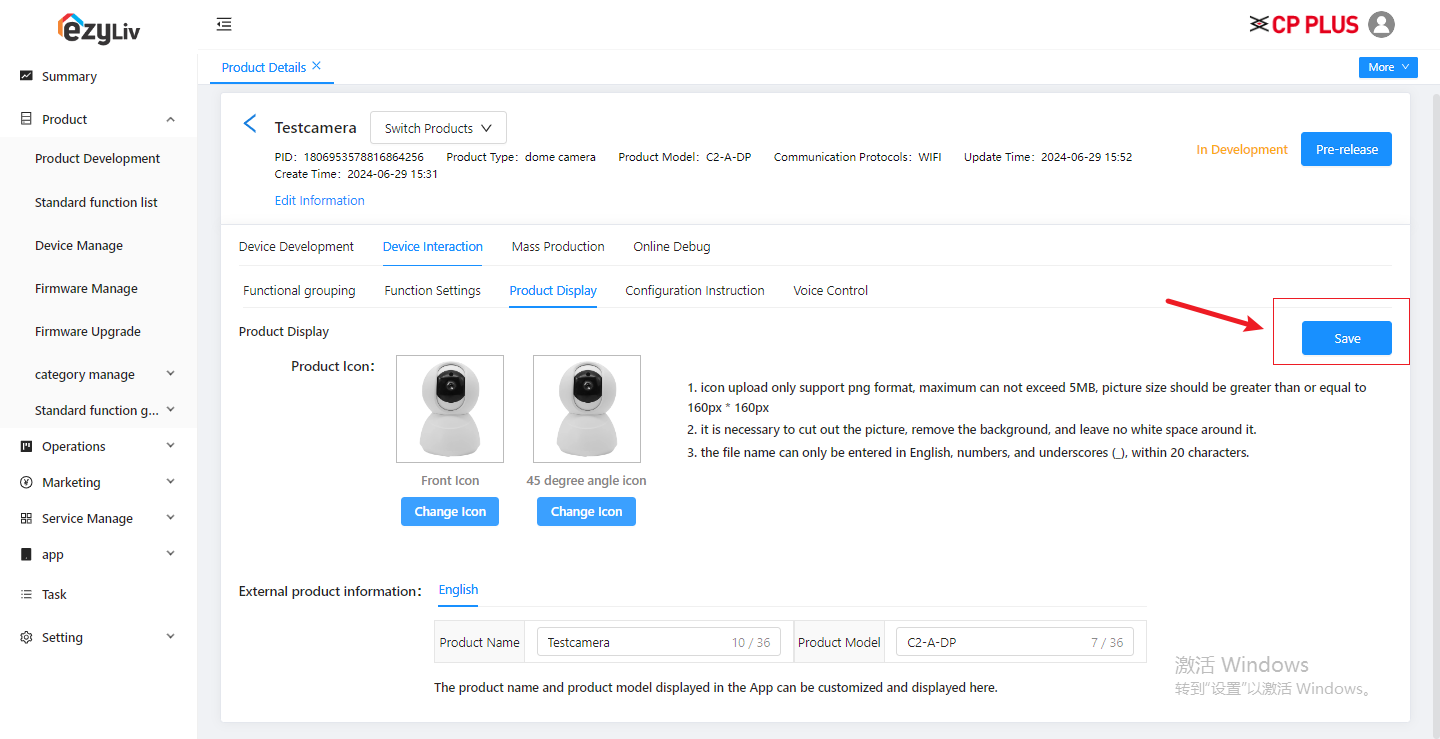 ezyLiv
CP PLUS
Summary
Product
Product Development
Standard function list
Device Manage
Firmware Manage
Firmware Upgrade
category manage
Standard function g...
Operations
Marketing
Service Manage
app
Task
Setting
Product Details
More
Testcamera
Switch Products
PID：1806953578816864256 Product Type：dome camera Product Model：C2-A-DP Communication Protocols：WIFI Update Time：2024-06-29 15:52
Create Time：2024-06-29 15:31
Edit Information
In Development
Pre-release
Device Development Device Interaction Mass Production Online Debug
Functional grouping Function Settings Product Display Configuration Instruction Voice Control
Product Display
Save
Product Icon：
Front Icon
45 degree angle icon
Change Icon
Change Icon
1. icon upload only support png format, maximum can not exceed 5MB, picture size should be greater than or equal to
160px * 160px
2. it is necessary to cut out the picture, remove the background, and leave no white space around it.
3. the file name can only be entered in English, numbers, and underscores (_), within 20 characters.
External product information：
English
Product Name Testcamera 10 / 36 Product Model C2-A-DP 7 / 36
The product name and product model displayed in the App can be customized and displayed here.
激活 Windows
转到“设置”以激活 Windows。